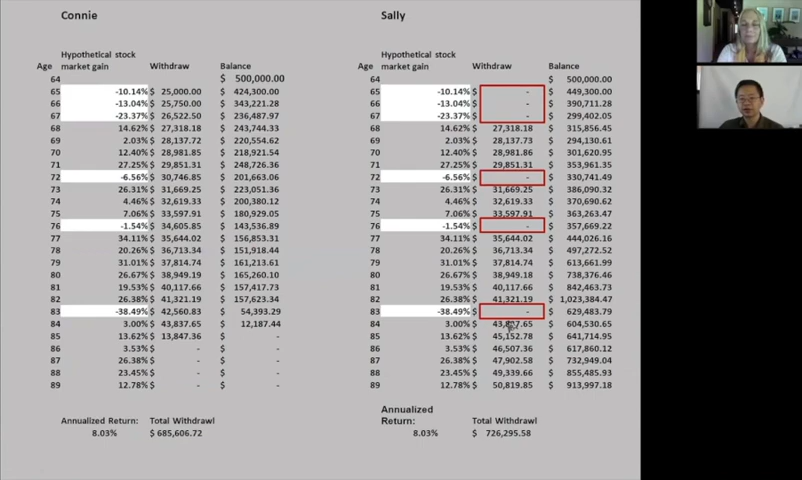 Connie Sally
Hypothetical stock Hypothetical stock
Age market gain Withdraw Balance Age market gain Withdraw Balance
64 $ 500,000.00 64 $ 500,000.00
65 -10.14% $ 25,000.00 $ 424,300.00 65 -10.14% $ - $ 449,300.00
66 -13.04% $ 25,750.00 $ 343,221.28 66 -13.04% $ - $ 390,711.28
67 -23.37% $ 26,522.50 $ 236,487.97 67 -23.37% $ - $ 299,402.05
68 14.62% $ 27,318.18 $ 243,744.33 68 14.62% $ 27,318.18 $ 315,856.45
69 2.03% $ 28,137.72 $ 220,554.62 69 2.03% $ 28,137.73 $ 294,130.61
70 12.40% $ 28,981.85 $ 218,921.54 70 12.40% $ 28,981.86 $ 301,620.95
71 27.25% $ 29,851.31 $ 248,726.36 71 27.25% $ 29,851.31 $ 353,961.35
72 -6.56% $ 30,746.85 $ 201,663.06 72 -6.56% $ - $ 330,741.49
73 26.31% $ 31,669.25 $ 223,051.36 73 26.31% $ 31,669.25 $ 386,090.32
74 4.46% $ 32,619.33 $ 200,380.12 74 4.46% $ 32,619.33 $ 370,690.62
75 7.06% $ 33,597.91 $ 180,929.05 75 7.06% $ 33,597.91 $ 363,263.47
76 -1.54% $ 34,605.85 $ 143,536.89 76 -1.54% $ - $ 357,669.22
77 34.11% $ 35,644.02 $ 156,853.31 77 34.11% $ 35,644.02 $ 444,026.16
78 20.26% $ 36,713.34 $ 151,918.44 78 20.26% $ 36,713.34 $ 497,272.52
79 31.01% $ 37,814.74 $ 161,213.61 79 31.01% $ 37,814.74 $ 613,661.99
80 26.67% $ 38,949.19 $ 165,260.10 80 26.67% $ 38,949.18 $ 738,376.46
81 19.53% $ 40,117.66 $ 157,417.73 81 19.53% $ 40,117.66 $ 842,463.73
82 26.38% $ 41,321.19 $ 157,623.34 82 26.38% $ 41,321.19 $ 1,023,384.47
83 -38.49% $ 42,560.83 $ 54,393.29 83 -38.49% $ - $ 629,483.79
84 3.00% $ 43,837.65 $ 12,187.44 84 3.00% $ $ 604,530.65
85 13.62% $ 13,847.36 $ - 85 13.62% $ 45,152.78 $ 641,714.95
86 3.53% $ - $ - 86 3.53% $ 46,507.36 $ 617,860.12
87 26.38% $ - $ - 87 26.38% $ 47,902.58 $ 732,949.04
88 23.45% $ - $ - 88 23.45% $ 49,339.66 $ 855,485.93
89 12.78% $ - $ - 89 12.78% $ 50,819.85 $ 913,997.18
Annualized Return: Total Withdrawl Annualized Return: Total Withdrawl
8.03% $ 685,606.72 8.03% $ 726,295.58